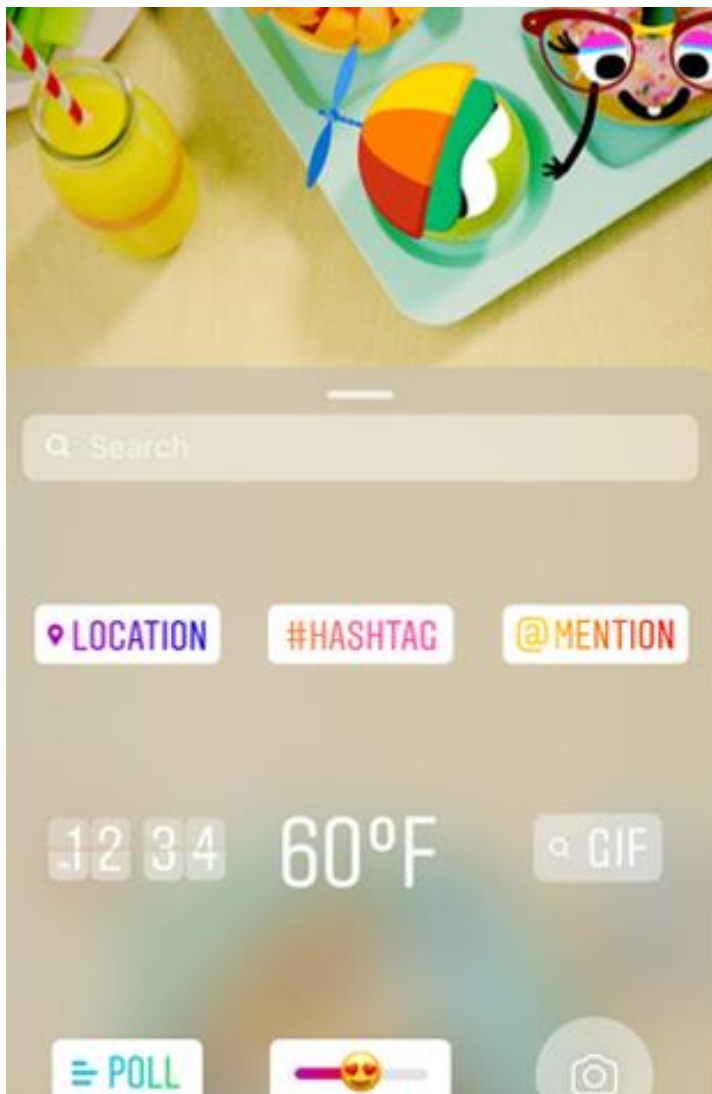 Search
LOCATION
#HASHTAG
@MENTION
12 34
60°F
GIF
POLL